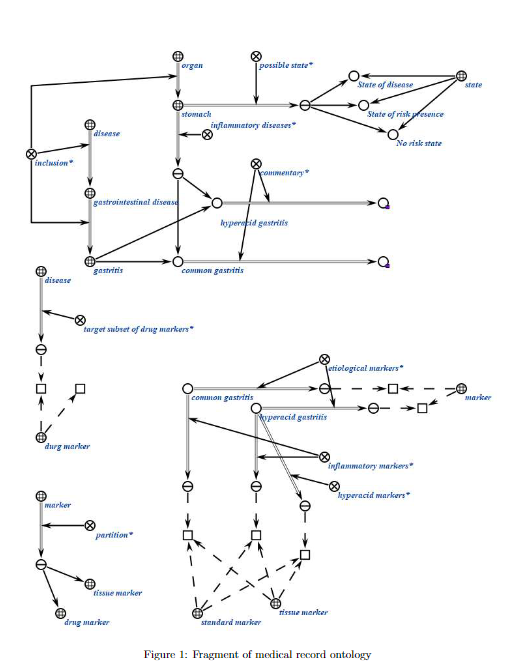 organ
possible state*
State of disease
state
stomach
State of risk presence
inflammatory diseases*
disease
No risk state
inclusion*
commentary*
gastrointestinal disease
hyperacid gastritis
gastritis
common gastritis
disease
target subset of drug markers*
etiological markers*
common gastritis
marker
hyperacid gastritis
durg marker
inflammatory markers*
hyperacid markers*
marker
partition*
tissue marker
tissue marker
drug marker
standard marker
Figure 1: Fragment of medical record ontology